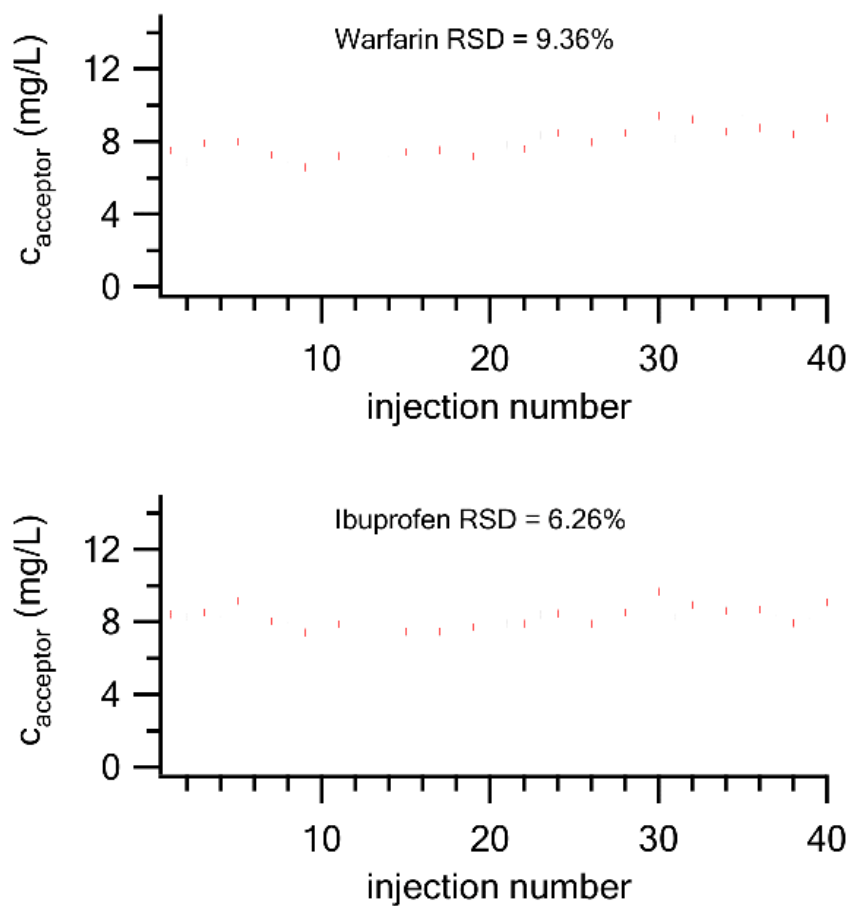 Warfarin RSD = 9.36%
12
8
4
0
c_acceptor (mg/L)
10 20 30 40
injection number
Ibuprofen RSD = 6.26%
12
8
4
0
c_acceptor (mg/L)
10 20 30 40
injection number